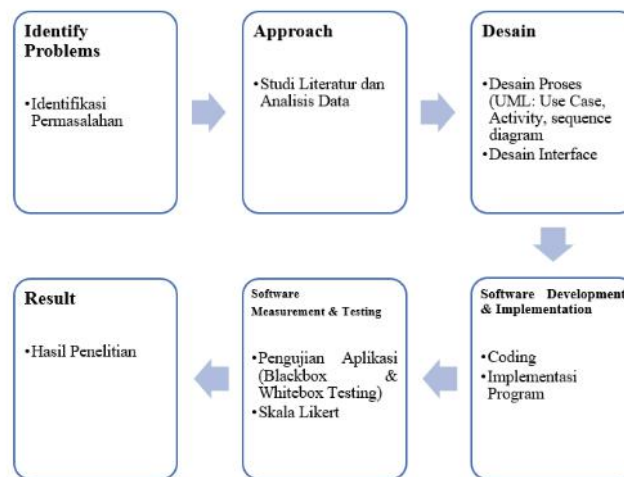 Identify
Problems
•Identifikasi
Permasalahan
Approach
•Studi Literatur dan
Analisis Data
Desain
•Desain Proses
(UML: Use Case,
Activity, sequence
diagram
•Desain Interface
Software Development
& Implementation
•Coding
•Implementasi
Program
Software
Measurement & Testing
•Pengujian Aplikasi
(Blackbox &
Whitebox Testing)
•Skala Likert
Result
•Hasil Penelitian